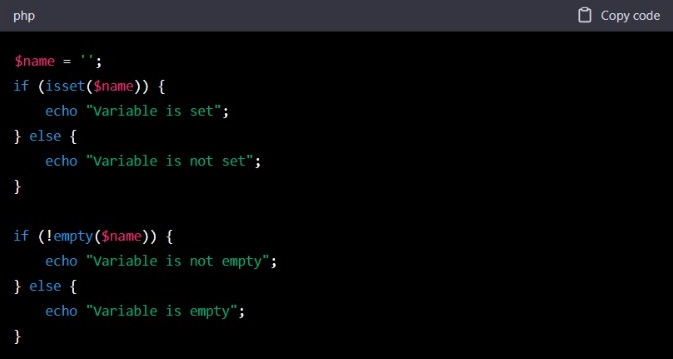 php Copy code
$name = '';
if (isset($name)) {
    echo "Variable is set";
} else {
    echo "Variable is not set";
}

if (!empty($name)) {
    echo "Variable is not empty";
} else {
    echo "Variable is empty";
}